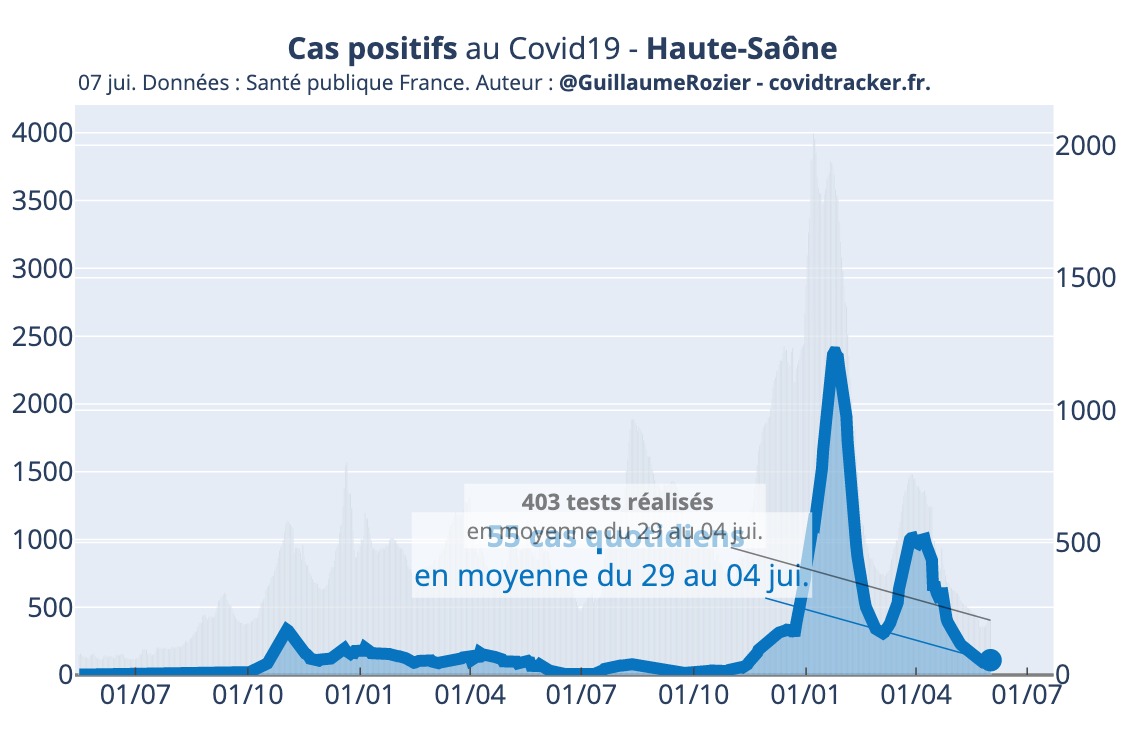 Cas positifs au Covid19 - Haute-Saône
07 jui. Données : Santé publique France. Auteur : @GuillaumeRozier - covidtracker.fr.
4000
3500
3000
2500
2000
1500
1000
500
0
2000
1500
1000
500
0
403 tests réalisés
en moyenne du 29 au 04 jui.
55 cas quotidiens
en moyenne du 29 au 04 jui.
01/07 01/10 01/01 01/04 01/07 01/10 01/01 01/04 01/07